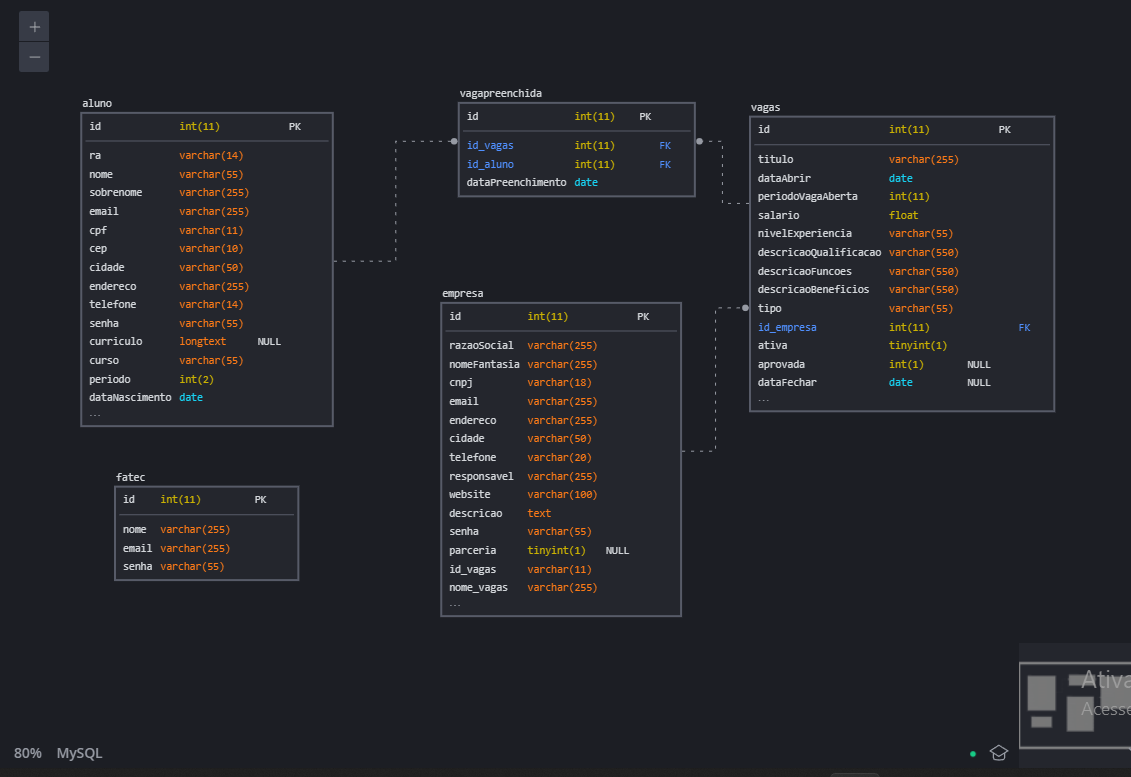 +
−
aluno
id int(11) PK
ra varchar(14)
nome varchar(55)
sobrenome varchar(255)
email varchar(255)
cpf varchar(11)
cep varchar(10)
cidade varchar(50)
endereco varchar(255)
telefone varchar(14)
senha varchar(55)
curriculo longtext NULL
curso varchar(55)
periodo int(2)
dataNascimento date
...
vagapreenchida
id int(11) PK
id_vagas int(11) FK
id_aluno int(11) FK
dataPreenchimento date
vagas
id int(11) PK
titulo varchar(255)
dataAbrir date
periodoVagaAberta int(11)
salario float
nivelExperiencia varchar(55)
descricaoQualificacao varchar(550)
descricaoFuncoes varchar(550)
descricaoBeneficios varchar(550)
tipo varchar(55)
id_empresa int(11) FK
ativa tinyint(1)
aprovada int(1) NULL
dataFechar date NULL
...
empresa
id int(11) PK
razaoSocial varchar(255)
nomeFantasia varchar(255)
cnpj varchar(18)
email varchar(255)
endereco varchar(255)
cidade varchar(50)
telefone varchar(20)
responsavel varchar(255)
website varchar(100)
descricao text
senha varchar(55)
parceria tinyint(1) NULL
id_vagas varchar(11)
nome_vagas varchar(255)
...
fatec
id int(11) PK
nome varchar(255)
email varchar(255)
senha varchar(55)
Ativa
Acesse
80% MySQL